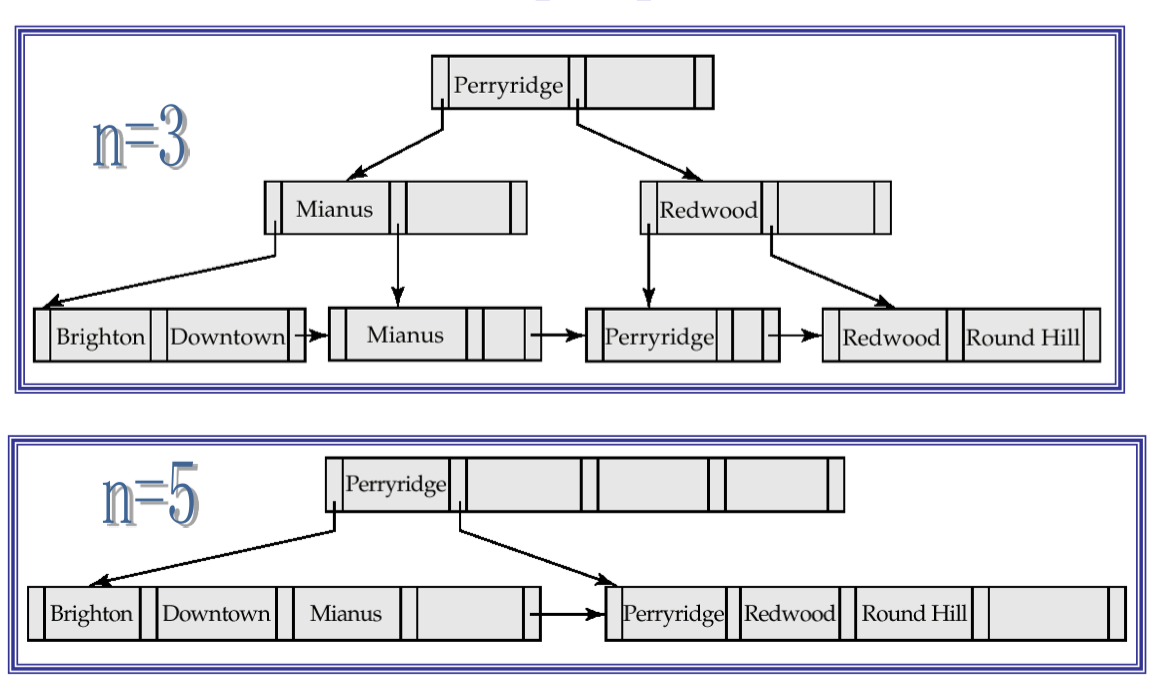 Perryridge
n=3
Mianus
Redwood
Brighton Downtown Mianus Perryridge Redwood Round Hill
n=5
Perryridge
Brighton Downtown Mianus Perryridge Redwood Round Hill